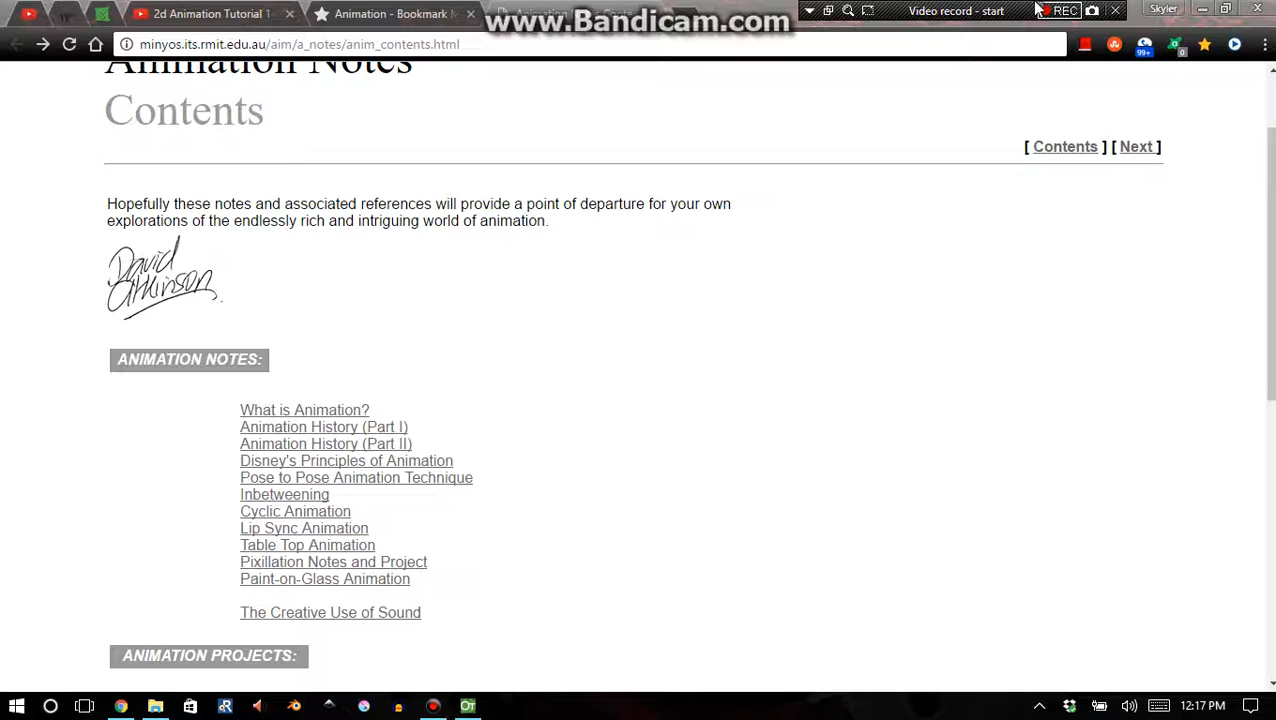 2d Animation Tutorial 1
Animation - Bookmark M
www.Bandicam.com
Video record - start
REC
Skyler
minyos.its.rmit.edu.au/aim/a_notes/anim_contents.html
99+
0
Animation Notes
Contents
[ Contents ] [ Next ]
Hopefully these notes and associated references will provide a point of departure for your own
explorations of the endlessly rich and intriguing world of animation.
David
Atkinson
ANIMATION NOTES:
What is Animation?
Animation History (Part I)
Animation History (Part II)
Disney's Principles of Animation
Pose to Pose Animation Technique
Inbetweening
Cyclic Animation
Lip Sync Animation
Table Top Animation
Pixillation Notes and Project
Paint-on-Glass Animation
The Creative Use of Sound
ANIMATION PROJECTS:
OT
12:17 PM